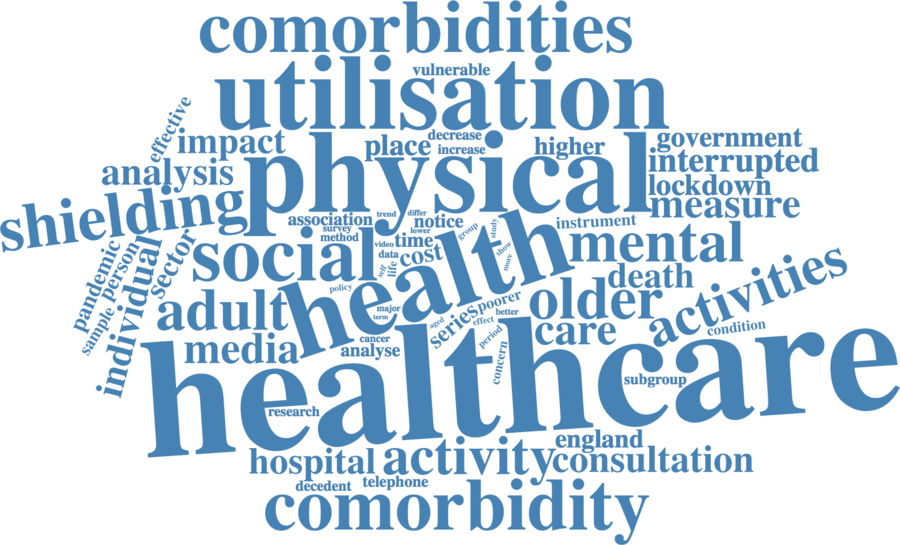 comorbidities
vulnerable
utilisation
effective
impact
place
decrease
increase
higher
government
analysis
physical
interrupted
lockdown
shielding
measure
association
trend
differ
notice
lower
survey
method
group
study
instrument
social
video
time
data
cost
health
show
more
mental
pandemic
person
sector
individual
sample
self
life
policy
death
adult
major
term
older
activities
series
poorer
better
aged
effect
period
care
condition
media
cancer
analyse
concern
healthcare
subgroup
research
england
hospital
activity
consultation
decedent
telephone
comorbidity